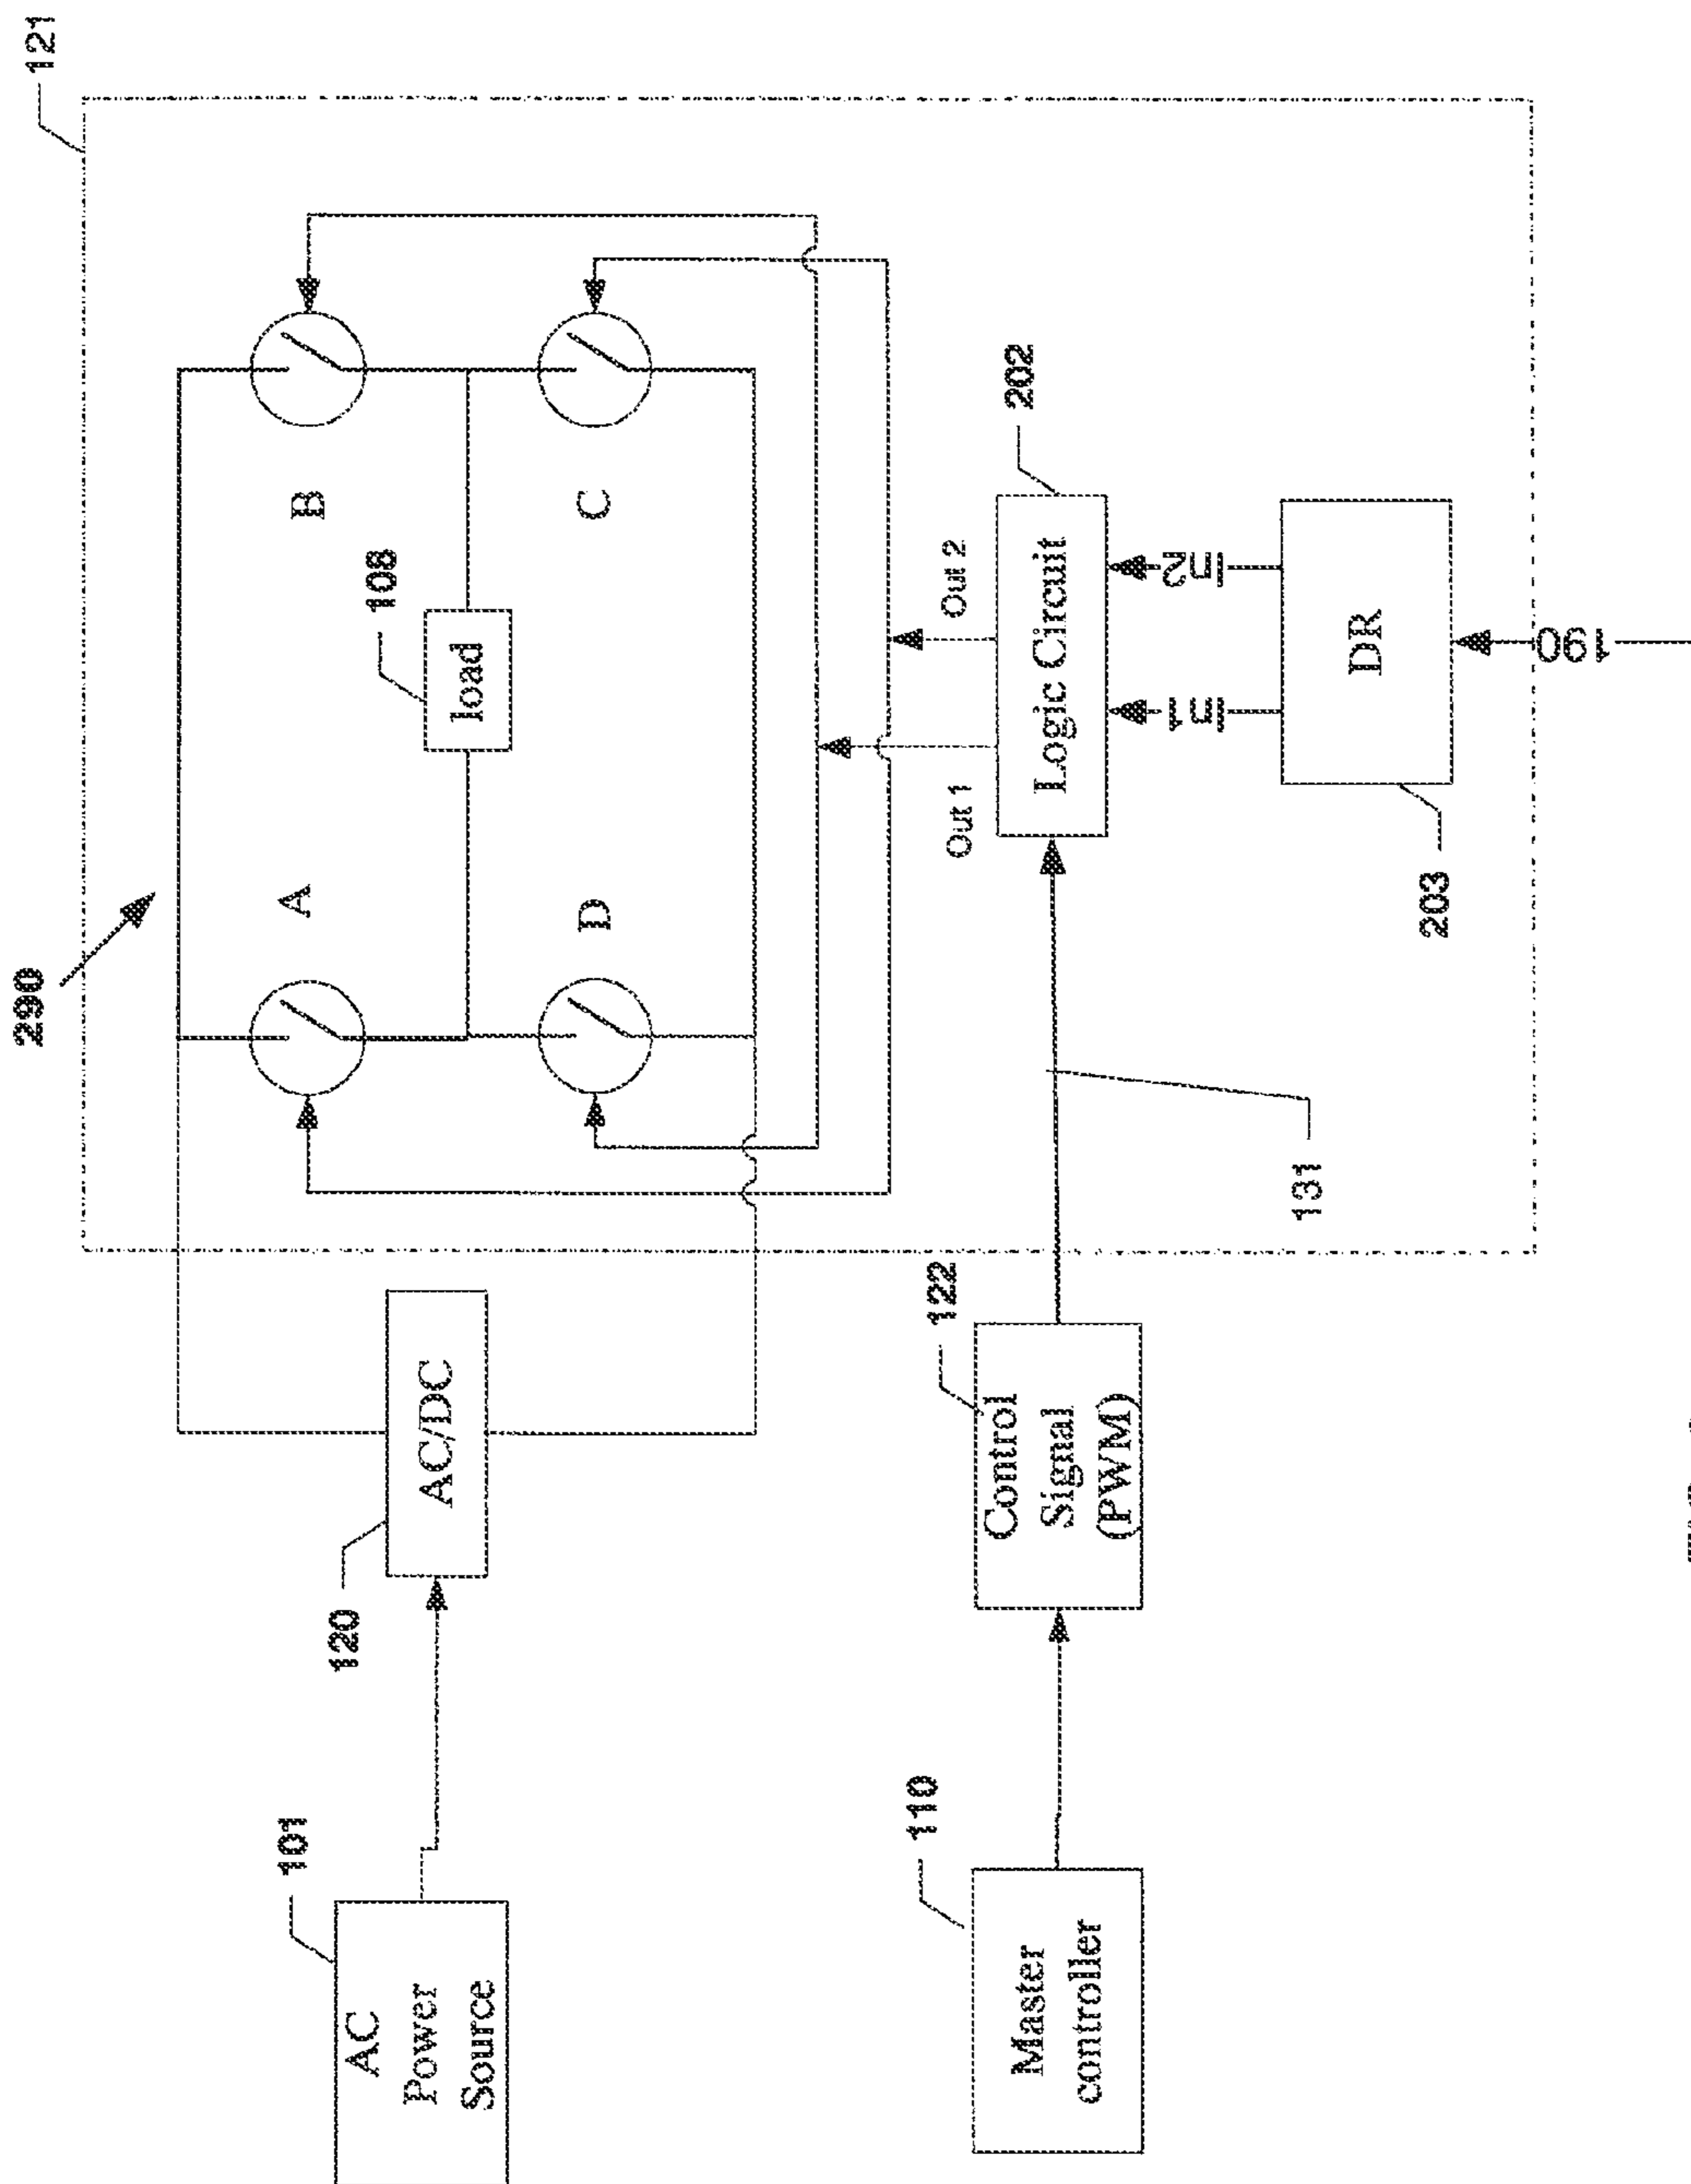 290
121
A
B
108
load
D
C
101
AC
Power
Source
120
AC/DC
Out 1
Out 2
202
Logic Circuit
In1
In2
110
Master
controller
122
Control
Signal
(PWM)
131
203
DR
190